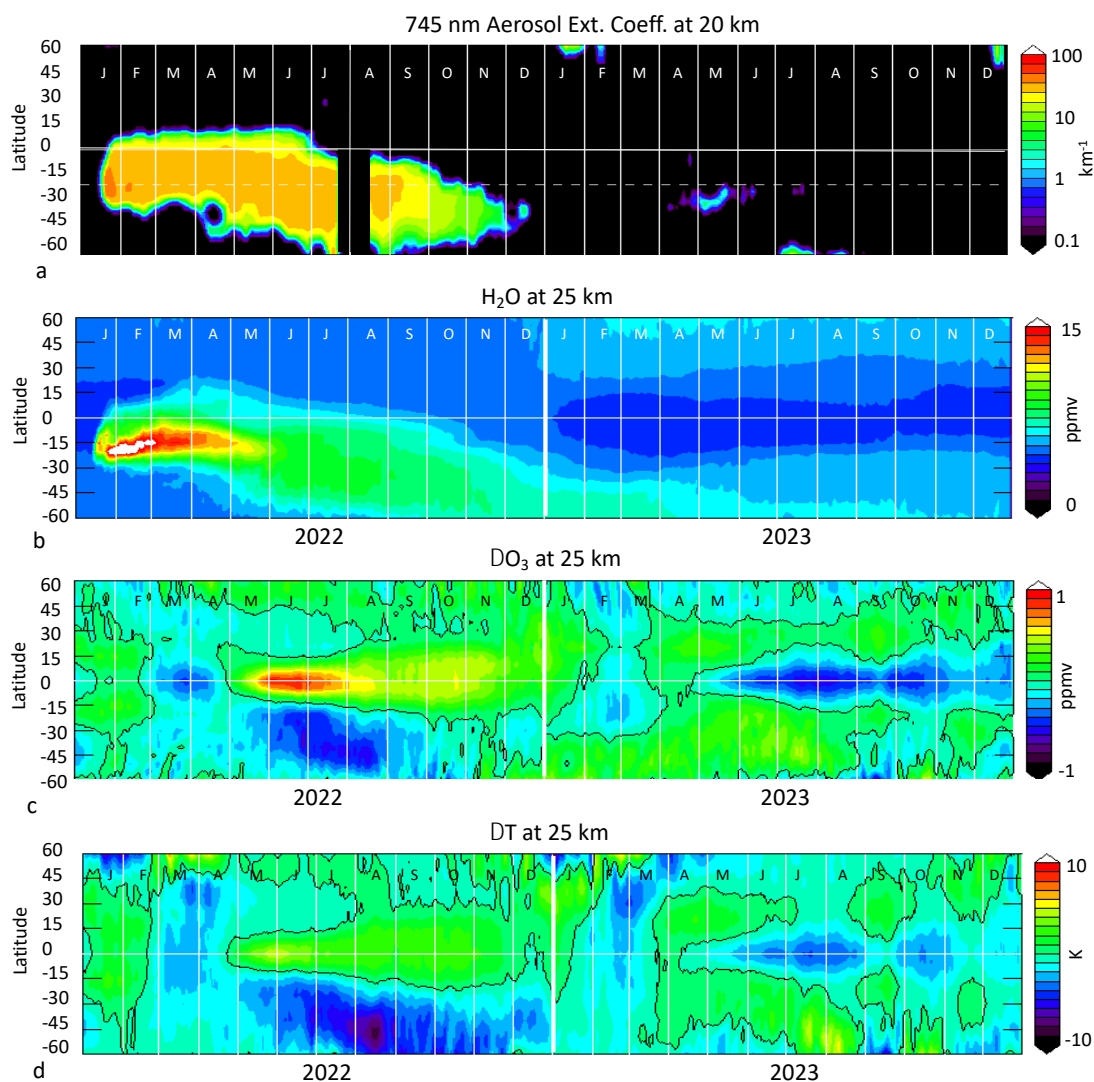 745 nm Aerosol Ext. Coeff. at 20 km
60
45
30
15
0
-15
-30
-45
-60
Latitude
J F M A M J J A S O N D J F M A M J J A S O N D
100
10
1
0.1
km-1
a
H2O at 25 km
60
45
30
15
0
-15
-30
-45
-60
Latitude
J F M A M J J A S O N D J F M A M J J A S O N D
15
0
ppmv
2022 2023
b
DO3 at 25 km
60
45
30
15
0
-15
-30
-45
-60
Latitude
J F M A M J J A S O N D J F M A M J J A S O N D
1
-1
ppmv
2022 2023
c
DT at 25 km
60
45
30
15
0
-15
-30
-45
-60
Latitude
J F M A M J J A S O N D J F M A M J J A S O N D
10
-10
K
2022 2023
d